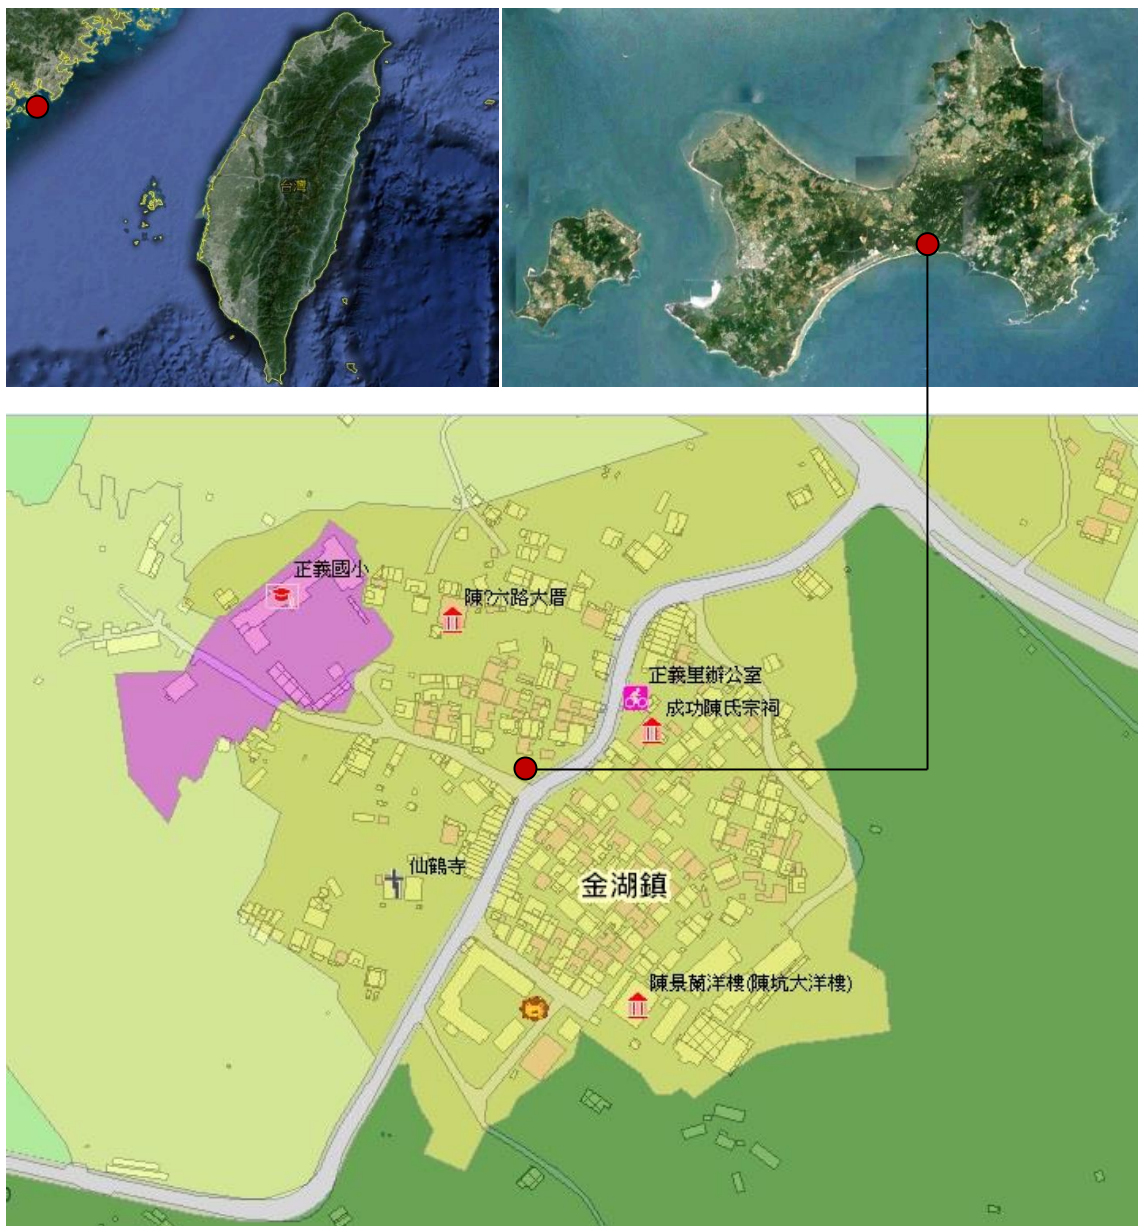 台灣
正義國小
陳?六路大厝
正義里辦公室
成功陳氏宗祠
仙鶴寺
金湖鎮
陳景蘭洋樓(陳坑大洋樓)